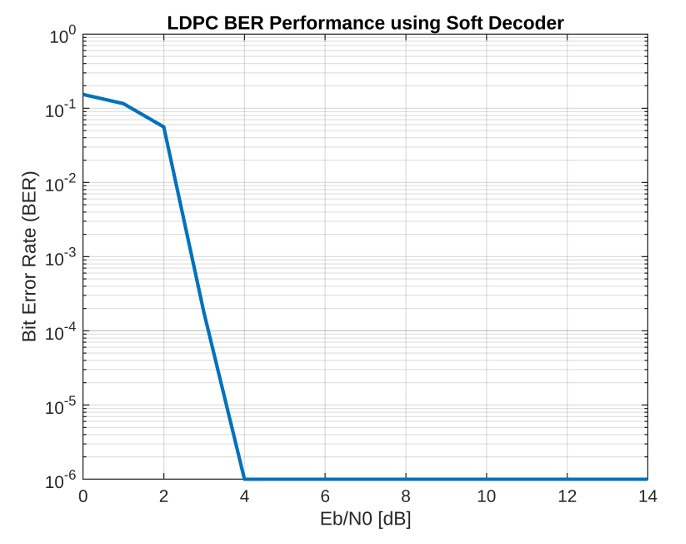 LDPC BER Performance using Soft Decoder
10⁰
10⁻¹
10⁻²
10⁻³
10⁻⁴
10⁻⁵
10⁻⁶
Bit Error Rate (BER)
0 2 4 6 8 10 12 14
Eb/N0 [dB]